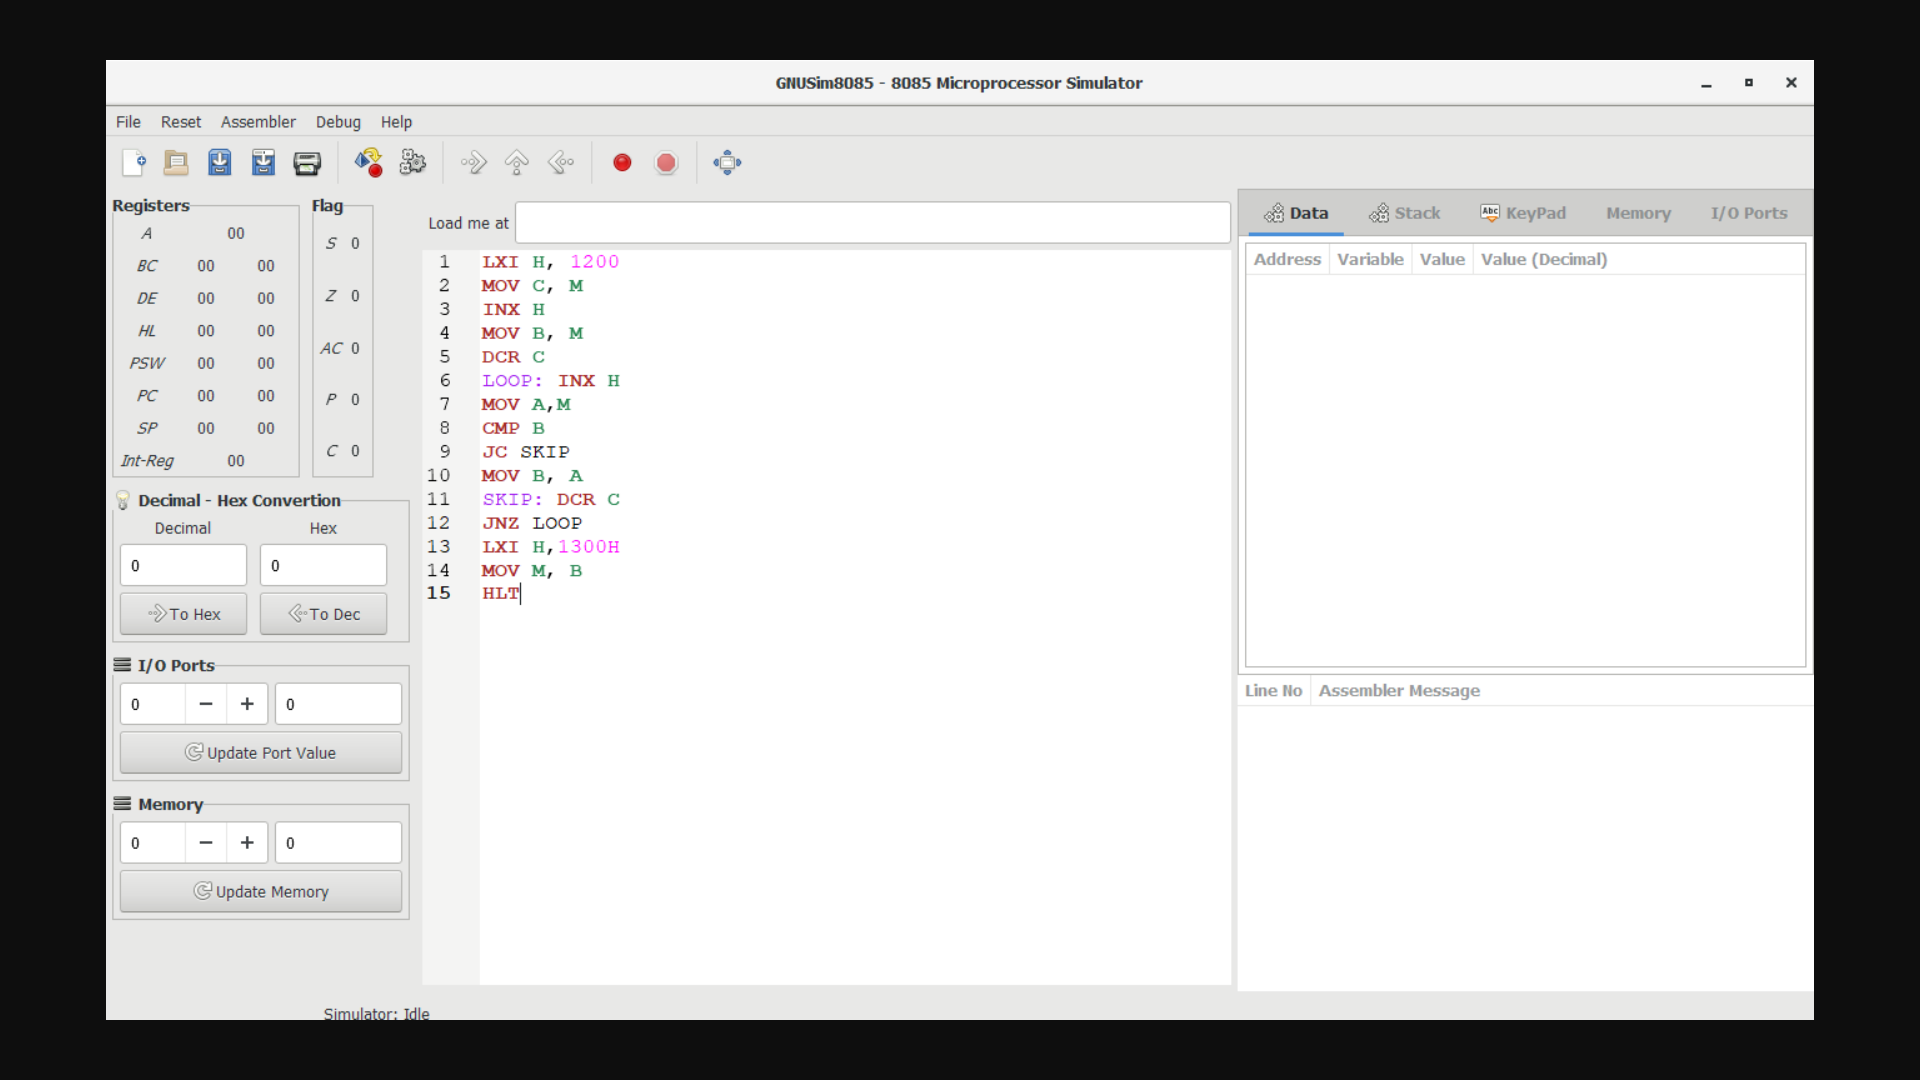 GNUSim8085 - 8085 Microprocessor Simulator
File Reset Assembler Debug Help
Registers
A 00
BC 00 00
DE 00 00
HL 00 00
PSW 00 00
PC 00 00
SP 00 00
Int-Reg 00
Flag
S 0
Z 0
AC 0
P 0
C 0
Decimal - Hex Convertion
Decimal Hex
0 0
To Hex To Dec
I/O Ports
0 − + 0
Update Port Value
Memory
0 − + 0
Update Memory
Load me at
1 LXI H, 1200
2 MOV C, M
3 INX H
4 MOV B, M
5 DCR C
6 LOOP: INX H
7 MOV A,M
8 CMP B
9 JC SKIP
10 MOV B, A
11 SKIP: DCR C
12 JNZ LOOP
13 LXI H,1300H
14 MOV M, B
15 HLT
Data Stack Abc KeyPad Memory I/O Ports
Address Variable Value Value (Decimal)
Line No Assembler Message
Simulator: Idle